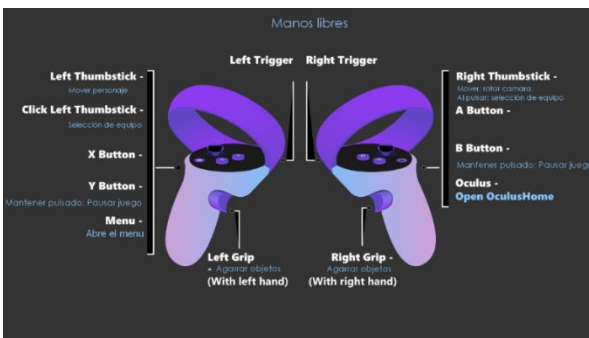 Manos libres
Left Trigger
Right Trigger
Left Thumbstick -
Mover personaje
Click Left Thumbstick -
Selección de equipo
X Button -
Y Button -
Mantener pulsado: Pausar juego
Menu -
Abre el menu
Left Grip
- Agarrar objetos
(With left hand)
Right Grip -
Agarrar objetos
(With right hand)
Right Thumbstick -
Mover: rotar camara
Al pulsar: selección de equipo
A Button -
B Button -
Mantener pulsado: Pausar juego
Oculus -
Open OculusHome